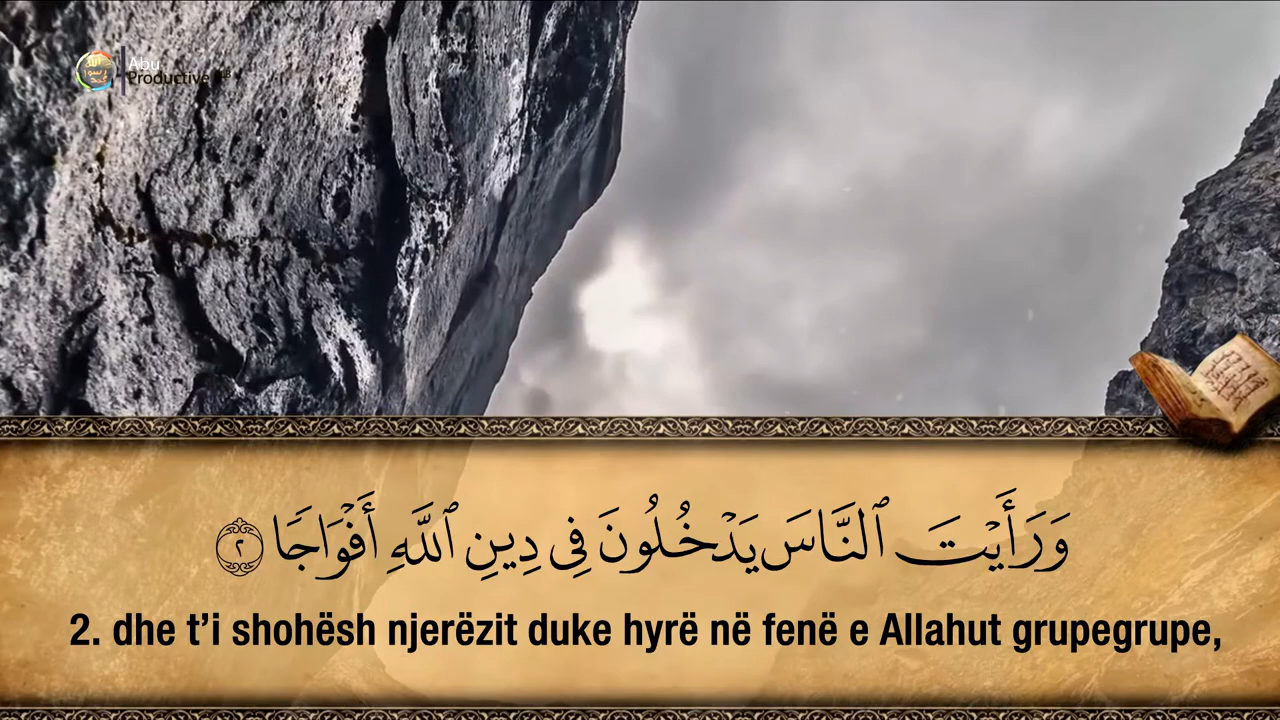 Abu
Productive
وَرَأَيْتَ ٱلنَّاسَ يَدْخُلُونَ فِى دِينِ ٱللَّهِ أَفْوَاجًا ٢
2. dhe t’i shohësh njerëzit duke hyrë në fenë e Allahut grupegrupe,